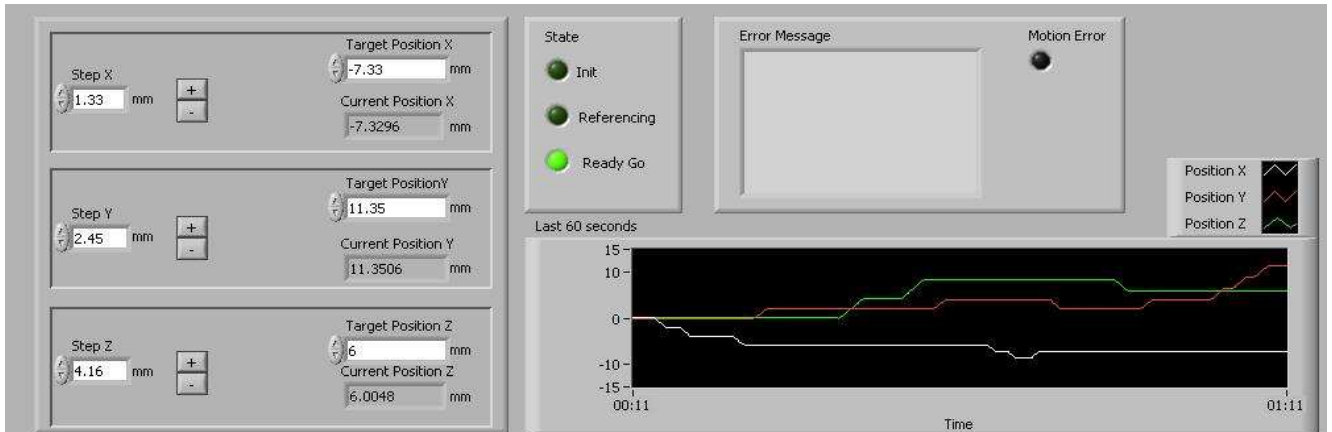 Target Position X
Step X
-7.33 mm
1.33 mm
+
-
Current Position X
-7.3296 mm
Target PositionY
Step Y
11.35 mm
2.45 mm
+
-
Current Position Y
11.3506 mm
Target Position Z
Step Z
6 mm
4.16 mm
+
-
Current Position Z
6.0048 mm
State
Init
Referencing
Ready Go
Error Message
Motion Error
Position X
Position Y
Position Z
Last 60 seconds
15
10
0
-10
-15
00:11
01:11
Time